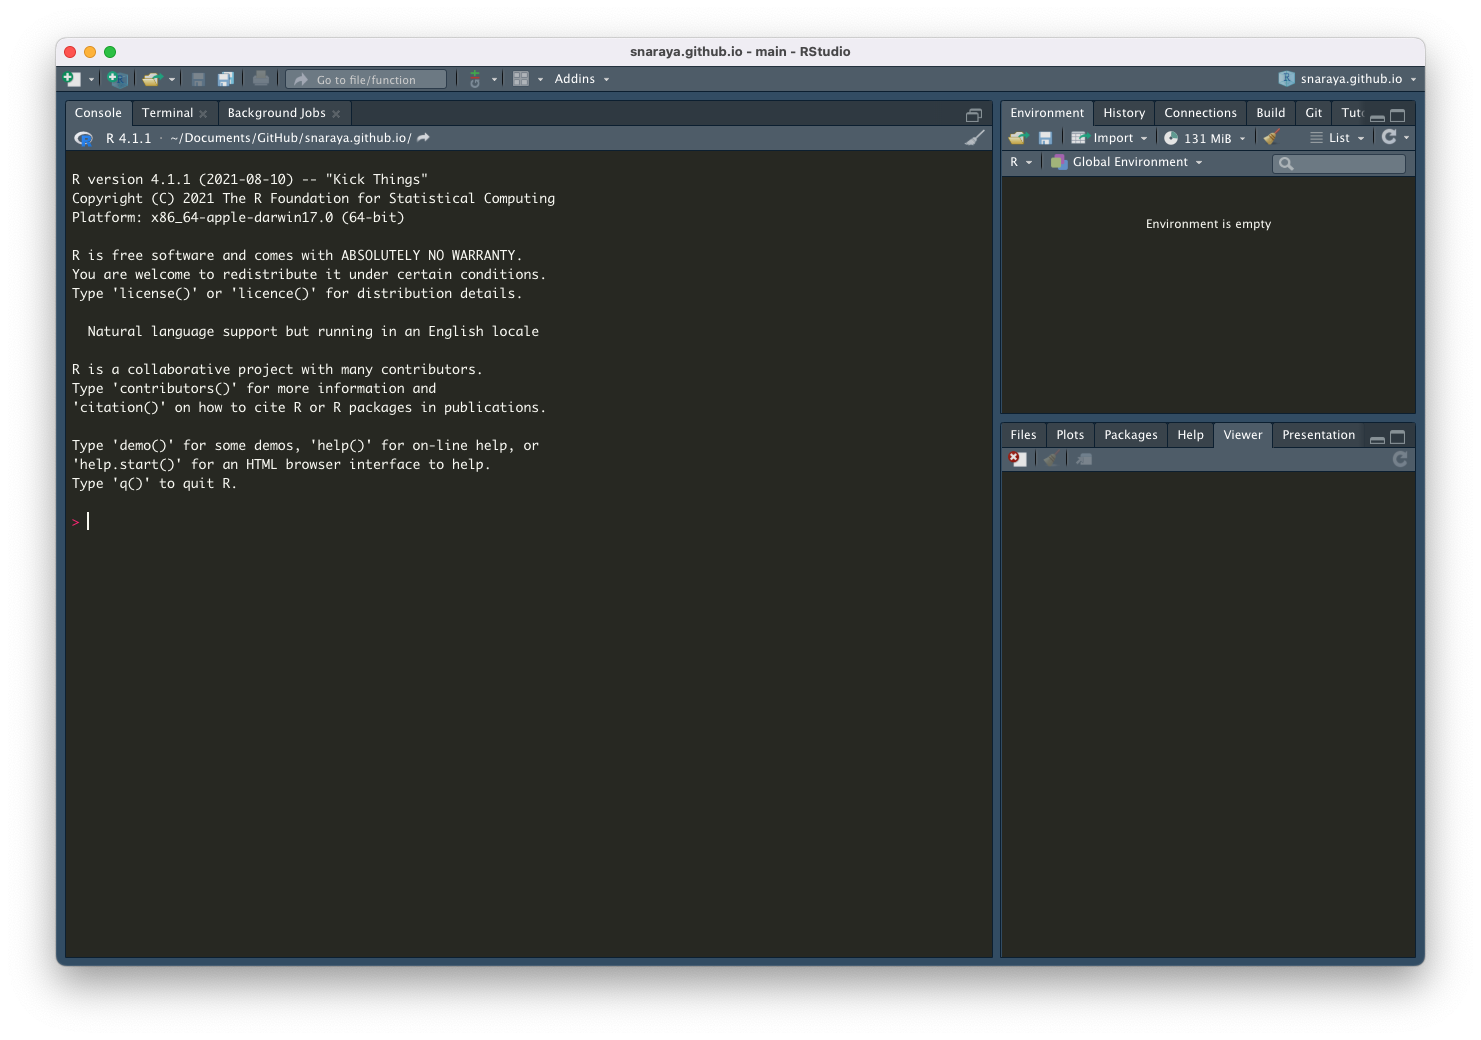 snaraya.github.io - main - RStudio
Go to file/function
Addins
snaraya.github.io
Console
Terminal
Background Jobs
R 4.1.1 · ~/Documents/GitHub/snaraya.github.io/
R version 4.1.1 (2021-08-10) -- "Kick Things"
Copyright (C) 2021 The R Foundation for Statistical Computing
Platform: x86_64-apple-darwin17.0 (64-bit)
R is free software and comes with ABSOLUTELY NO WARRANTY.
You are welcome to redistribute it under certain conditions.
Type 'license()' or 'licence()' for distribution details.
Natural language support but running in an English locale
R is a collaborative project with many contributors.
Type 'contributors()' for more information and
'citation()' on how to cite R or R packages in publications.
Type 'demo()' for some demos, 'help()' for on-line help, or
'help.start()' for an HTML browser interface to help.
Type 'q()' to quit R.
>
Environment
History
Connections
Build
Git
Tut
Import
131 MiB
List
R
Global Environment
Environment is empty
Files
Plots
Packages
Help
Viewer
Presentation